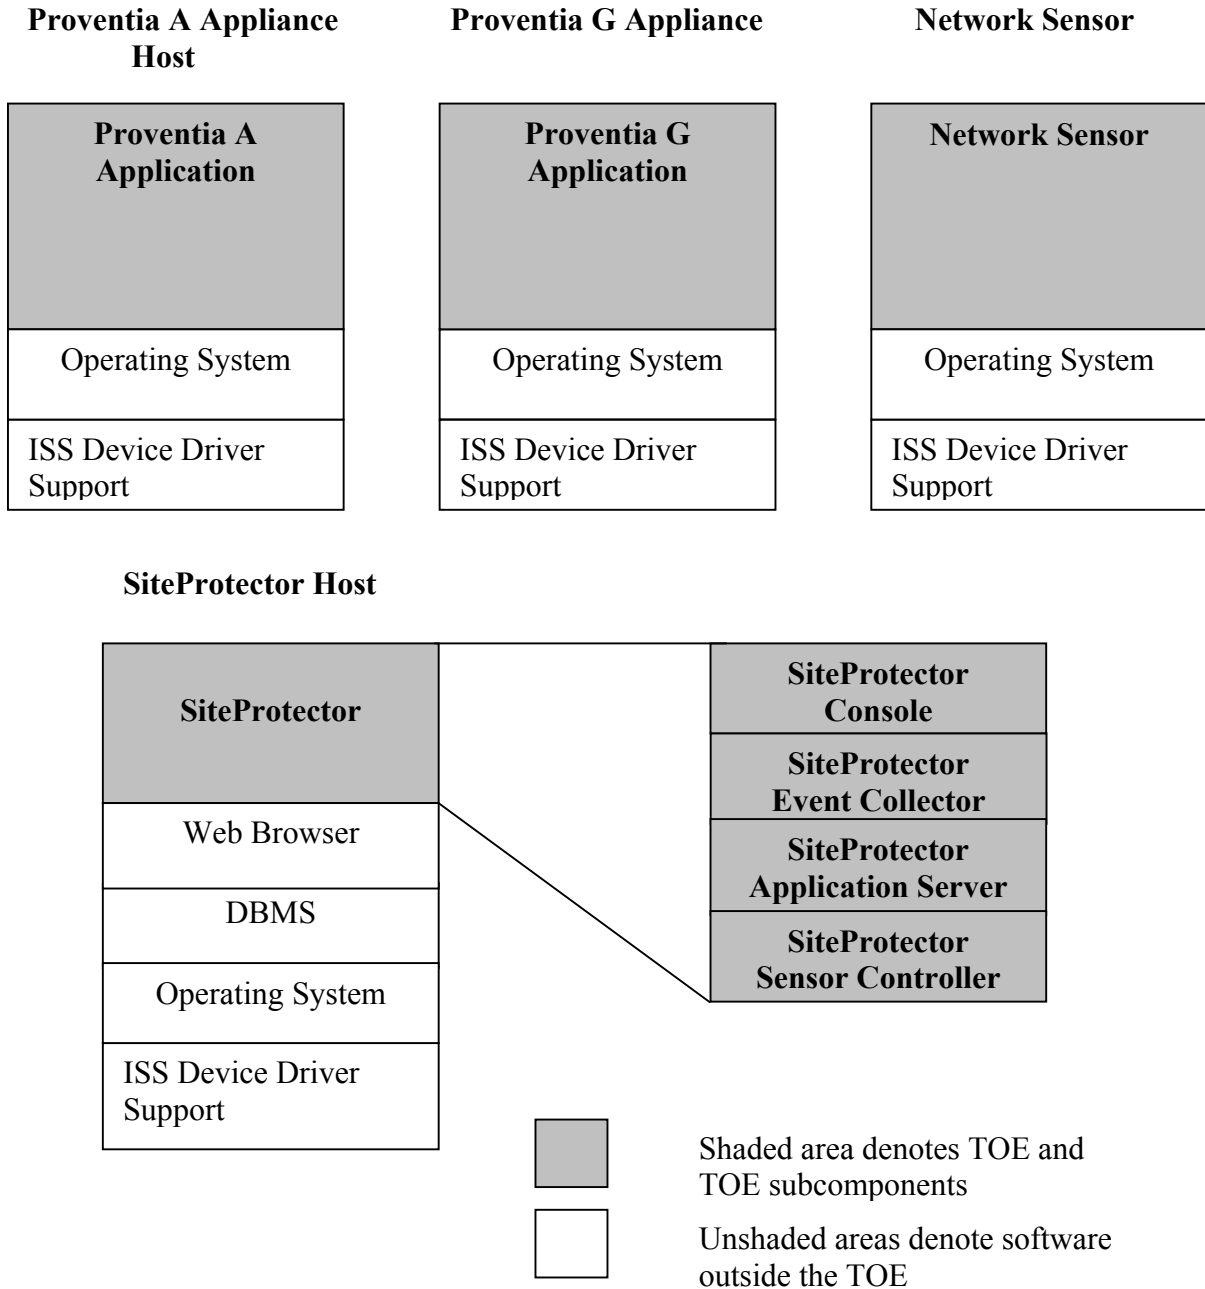 Proventia A Appliance
Host
Proventia G Appliance
Network Sensor
Proventia A
Application
Operating System
ISS Device Driver
Support
Proventia G
Application
Operating System
ISS Device Driver
Support
Network Sensor
Operating System
ISS Device Driver
Support
SiteProtector Host
SiteProtector
Web Browser
DBMS
Operating System
ISS Device Driver
Support
SiteProtector
Console
SiteProtector
Event Collector
SiteProtector
Application Server
SiteProtector
Sensor Controller
Shaded area denotes TOE and
TOE subcomponents
Unshaded areas denote software
outside the TOE